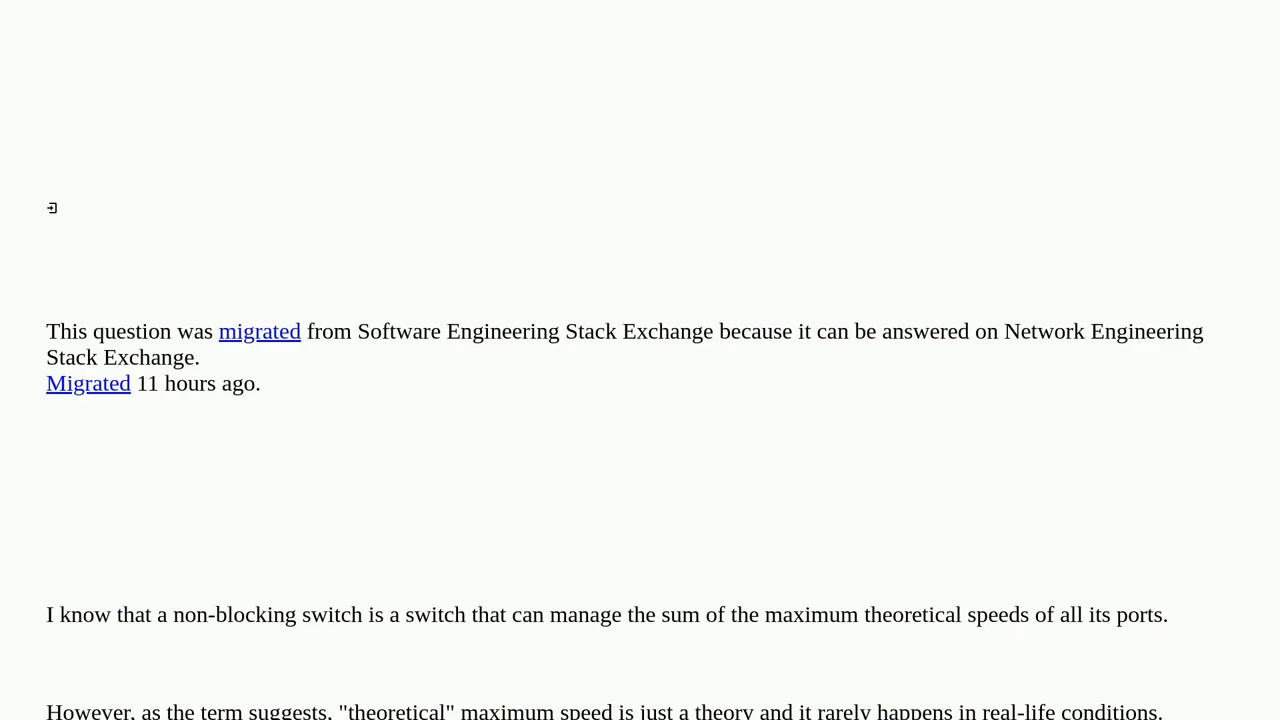 This question was migrated from Software Engineering Stack Exchange because it can be answered on Network Engineering
Stack Exchange.
Migrated 11 hours ago.
I know that a non-blocking switch is a switch that can manage the sum of the maximum theoretical speeds of all its ports.
However, as the term suggests, "theoretical" maximum speed is just a theory and it rarely happens in real-life conditions.